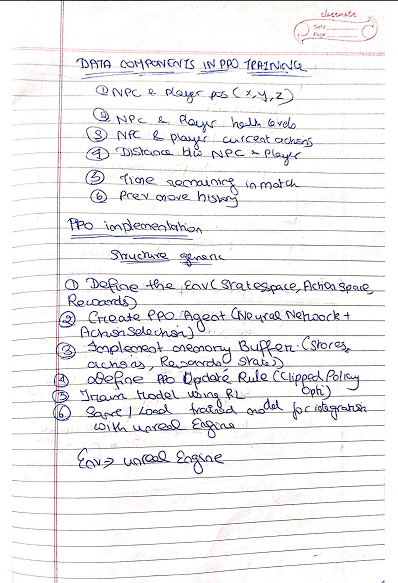 classmate
Date
Page
DATA COMPONENTS IN PPO TRAINING
① NPC & Player pos (x, y, z)
② NPC & Player health levels
③ NPC & player current actions
④ Distance b/w NPC & Player
⑤ Time remaining in match
⑥ Prev move history
PPO implementation
Structure generic
① Define the Env (Statespace, Action Space,
Rewards)
② Create PPO Agent (Neural Network +
Action Selection)
③ Implement memory Buffer. (Stores,
actions, Rewards, states)
④ Define PPO Update Rule (Clipped Policy
Opti)
⑤ Train Model using RL
⑥ Save / Load trained model for integration
with unreal Engine
Env → unreal Engine